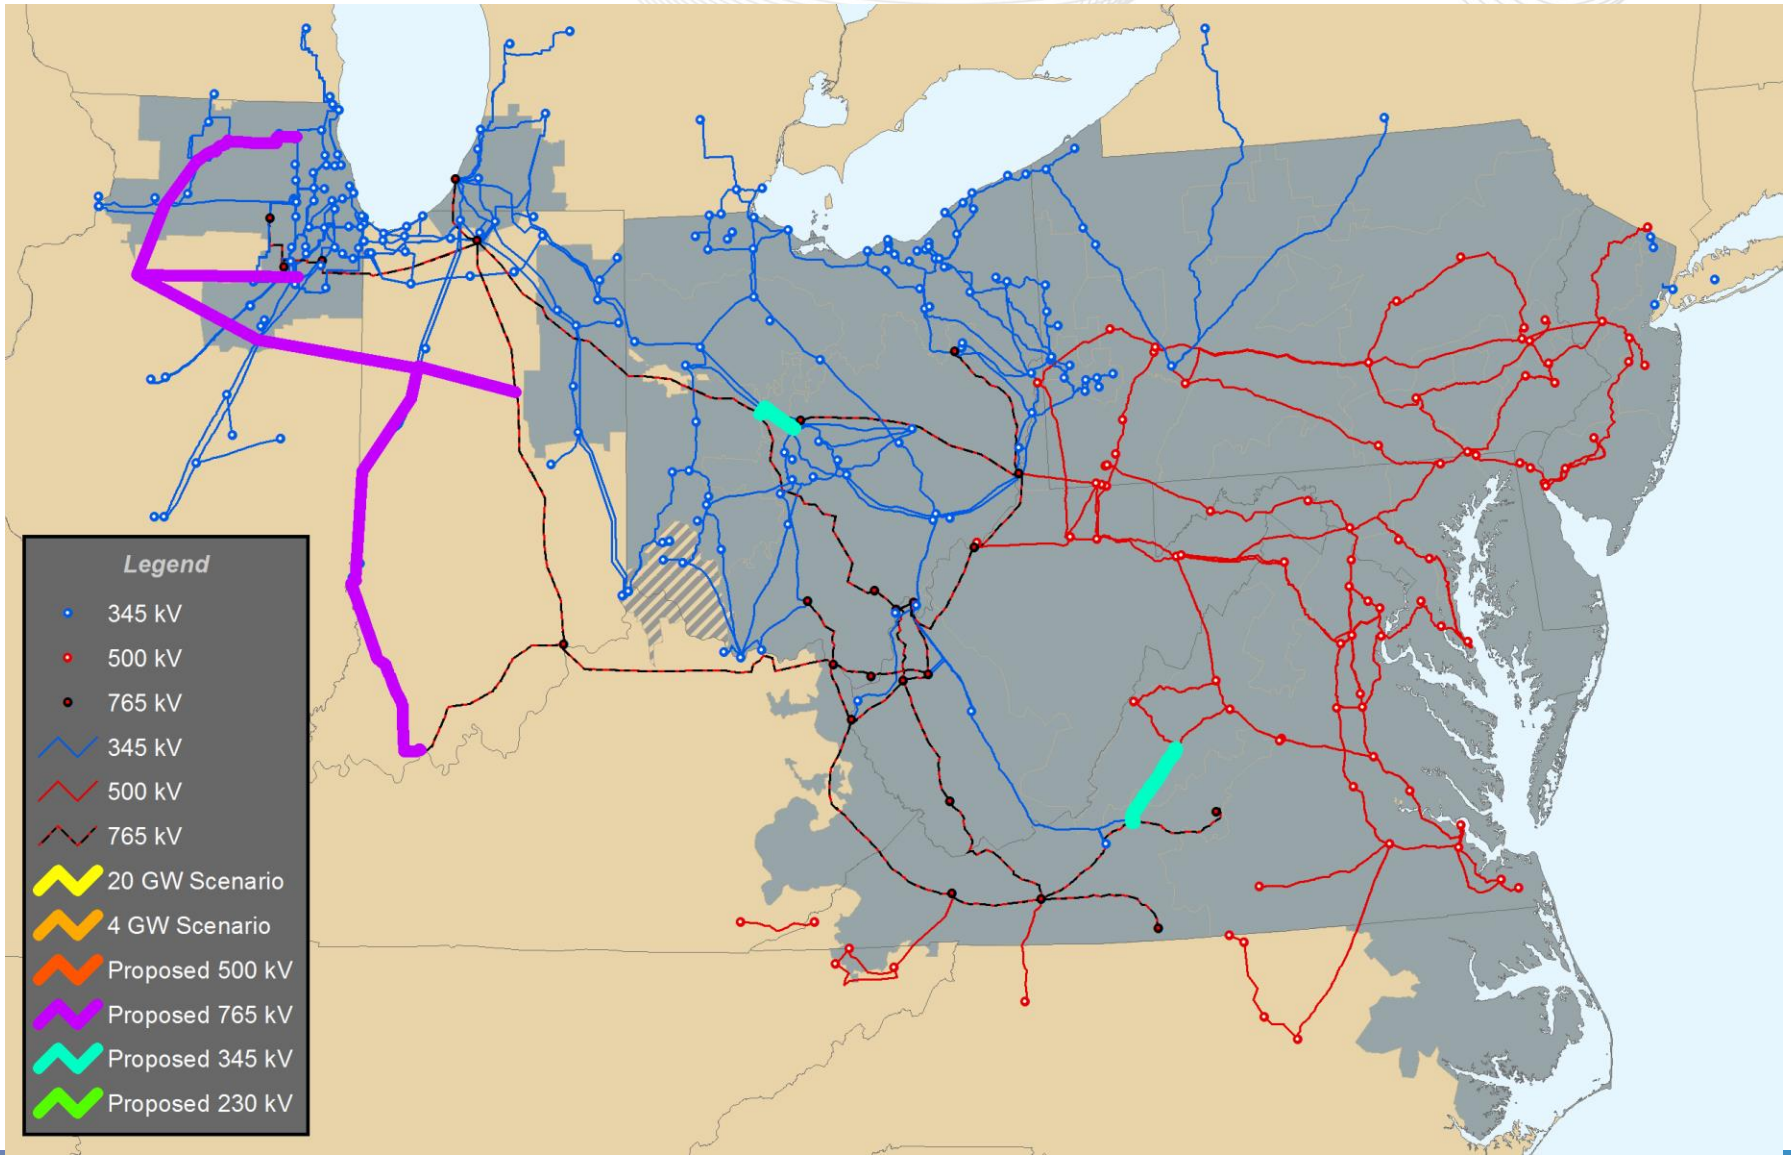 Legend
345 kV
500 kV
765 kV
345 kV
500 kV
765 kV
20 GW Scenario
4 GW Scenario
Proposed 500 kV
Proposed 765 kV
Proposed 345 kV
Proposed 230 kV